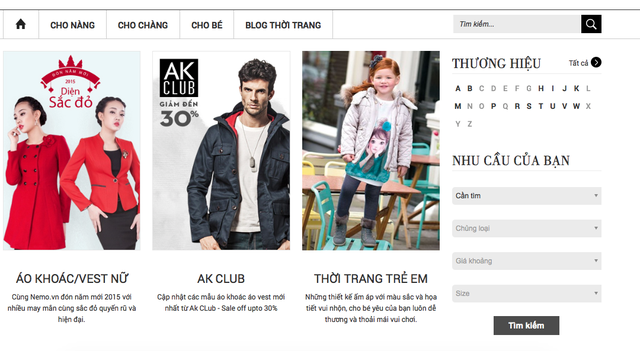 CHO NÀNG
CHO CHÀNG
CHO BÉ
BLOG THỜI TRANG
Tìm kiếm...
ĐÓN NĂM MỚI
2015
Diện
Sắc đỏ
AK
CLUB
GIẢM ĐẾN
30%
ÁO KHOÁC/VEST NỮ
Cùng Nemo.vn đón năm mới 2015 với
nhiều may mắn cùng sắc đỏ quyến rũ và
hiện đại.
AK CLUB
Cập nhật các mẫu áo khoác áo vest mới
nhất từ Ak CLub - Sale off upto 30%
THỜI TRANG TRẺ EM
Những thiết kế ấm áp với màu sắc và họa
tiết vui nhộn, cho bé yêu của bạn luôn dễ
thương và thoải mái vui chơi.
THƯƠNG HIỆU
Tất cả
A B C D E F G H I J K L
M N O P Q R S T U V W X
Y Z
NHU CẦU CỦA BẠN
Cần tìm
Chủng loại
Giá khoảng
Size
Tìm kiếm